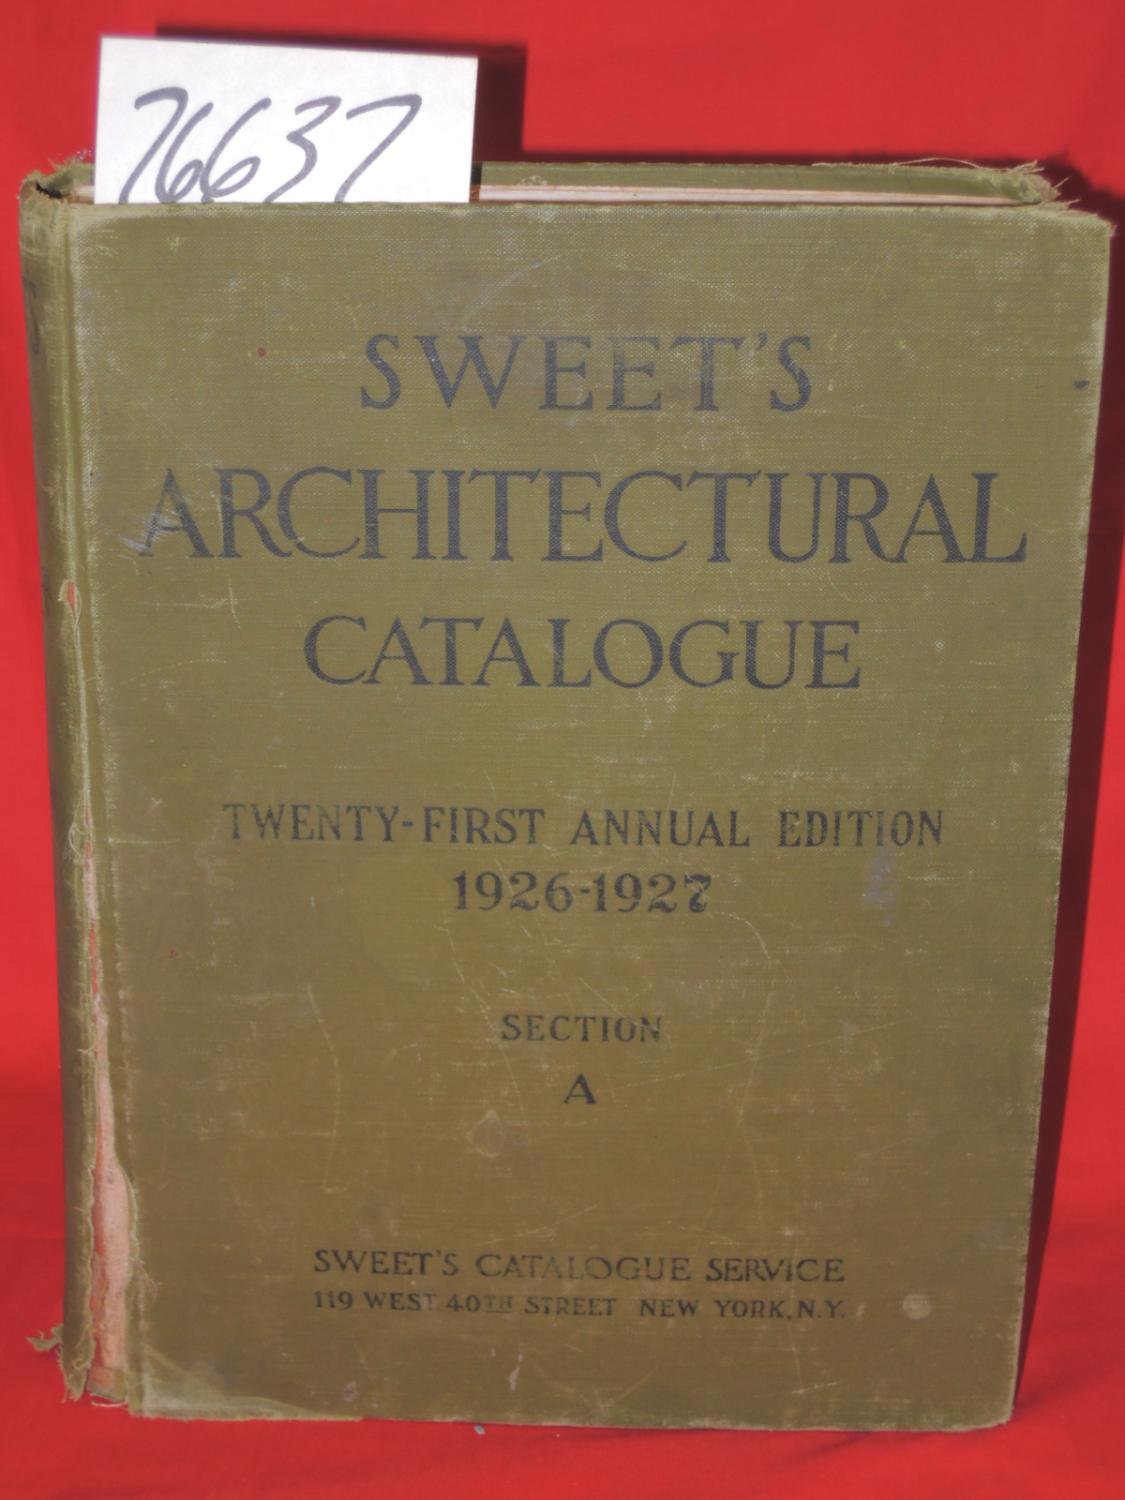 76637
SWEET'S
ARCHITECTURAL
CATALOGUE
TWENTY-FIRST ANNUAL EDITION
1926-1927
SECTION
A
SWEET'S CATALOGUE SERVICE
119 WEST 40TH STREET NEW YORK, N.Y.